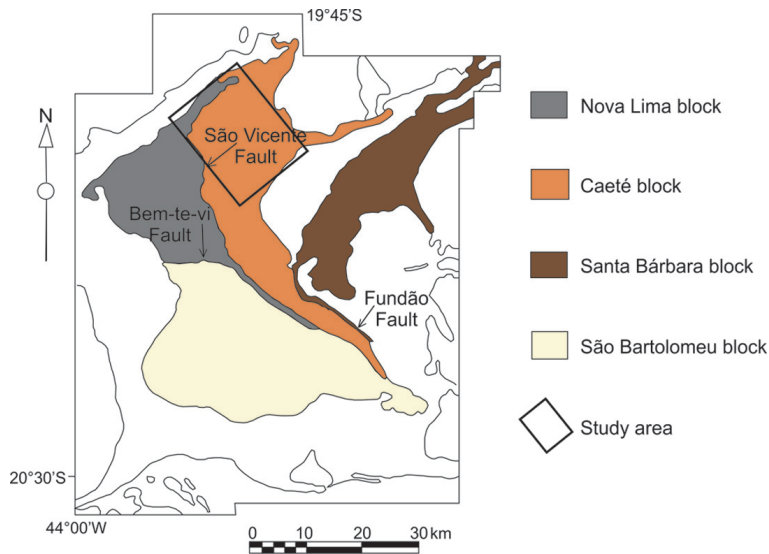 19°45'S
N
São Vicente
Fault
Bem-te-vi
Fault
Fundão
Fault
20°30'S
44°00'W
0 10 20 30 km
Nova Lima block
Caeté block
Santa Bárbara block
São Bartolomeu block
Study area